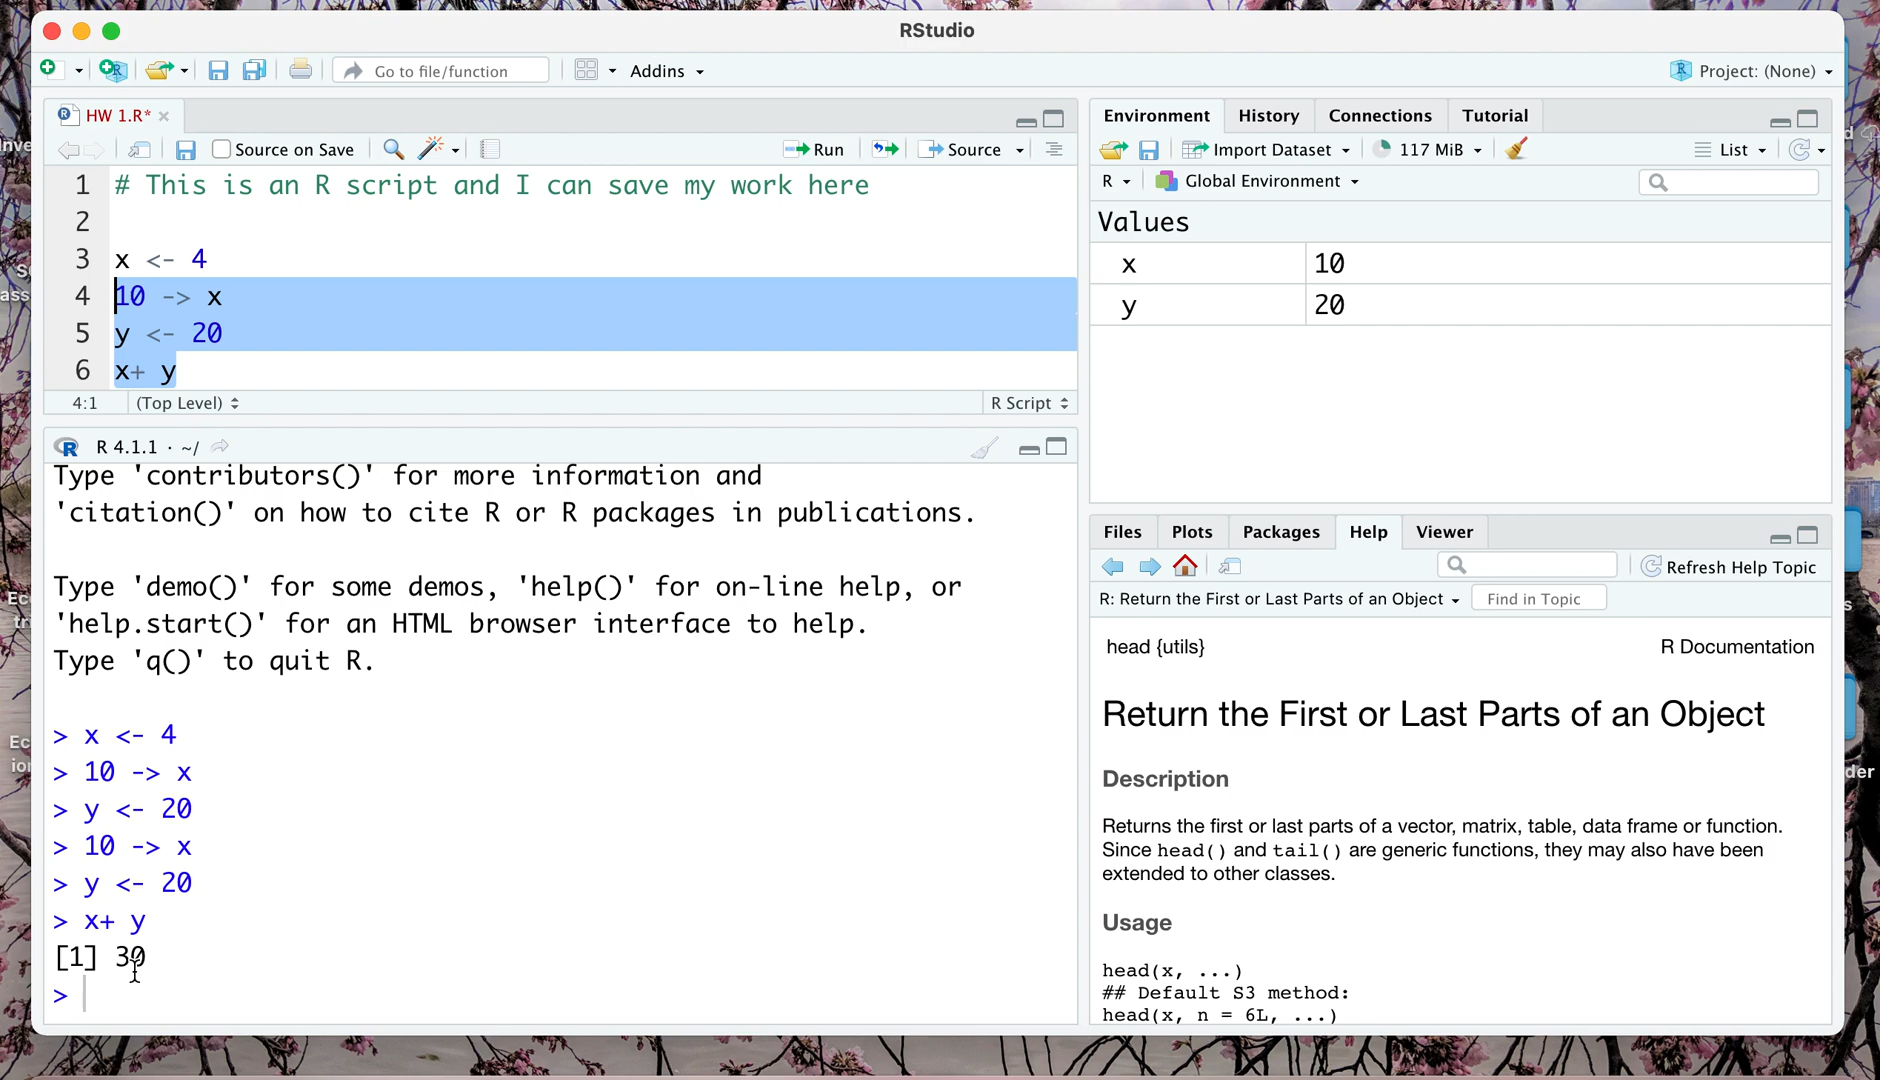 RStudio
Go to file/function
Addins
Project: (None)
HW 1.R*
Source on Save
Run
Source
1 # This is an R script and I can save my work here
2
3 x <- 4
4 10 -> x
5 y <- 20
6 x+ y
4:1
(Top Level)
R Script
R 4.1.1 · ~/
Type 'contributors()' for more information and
'citation()' on how to cite R or R packages in publications.
Type 'demo()' for some demos, 'help()' for on-line help, or
'help.start()' for an HTML browser interface to help.
Type 'q()' to quit R.
> x <- 4
> 10 -> x
> y <- 20
> 10 -> x
> y <- 20
> x+ y
[1] 30
>
Environment History Connections Tutorial
Import Dataset
117 MiB
List
R
Global Environment
Values
x 10
y 20
Files Plots Packages Help Viewer
Refresh Help Topic
R: Return the First or Last Parts of an Object
Find in Topic
head {utils}
R Documentation
Return the First or Last Parts of an Object
Description
Returns the first or last parts of a vector, matrix, table, data frame or function.
Since head() and tail() are generic functions, they may also have been
extended to other classes.
Usage
head(x, ...)
## Default S3 method:
head(x, n = 6L, ...)